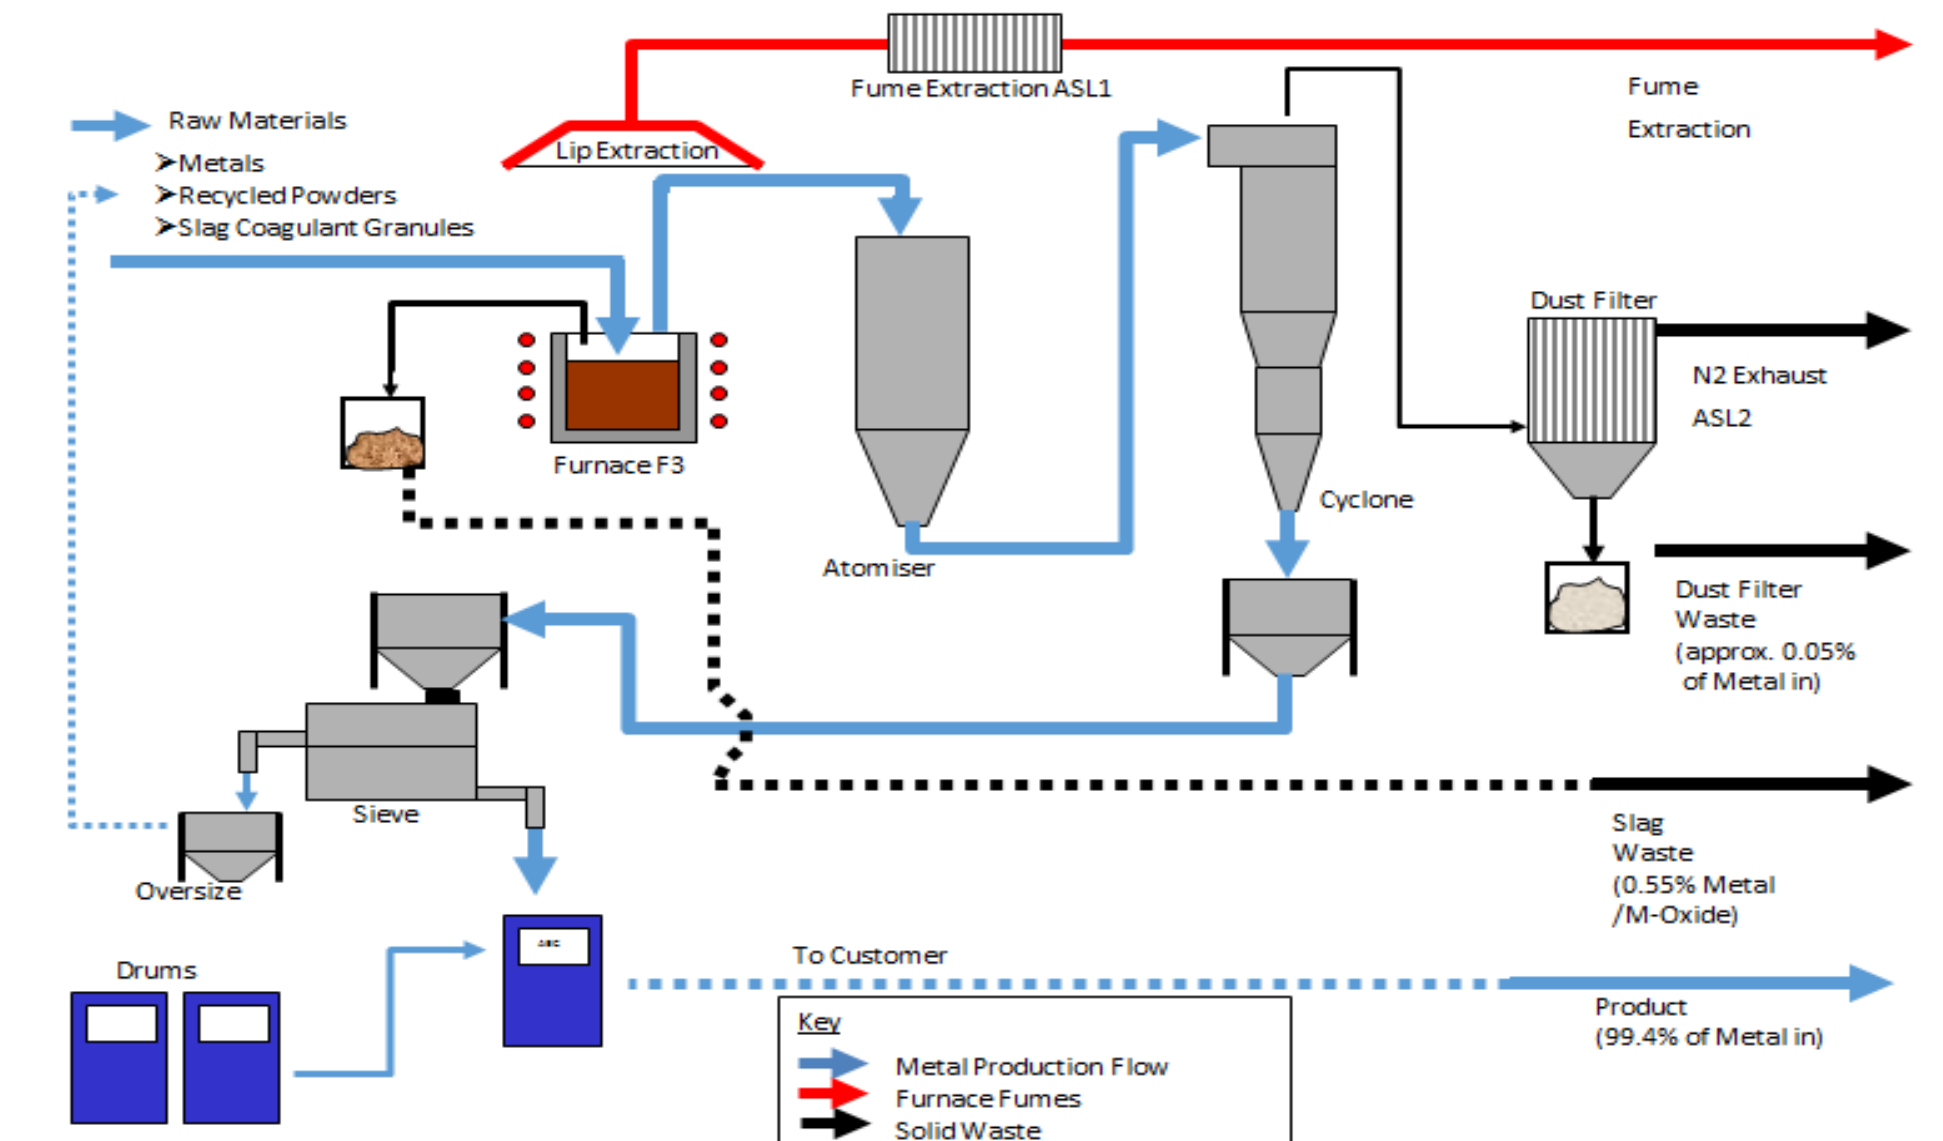 Fume Extraction ASL1
Fume
Extraction
Raw Materials
➤Metals
➤Recycled Powders
➤Slag Coagulant Granules
Lip Extraction
Dust Filter
N2 Exhaust
ASL2
Furnace F3
Cyclone
Atomiser
Dust Filter
Waste
(approx. 0.05%
of Metal in)
Sieve
Oversize
Slag
Waste
(0.55% Metal
/M-Oxide)
Drums
To Customer
Product
(99.4% of Metal in)
Key
Metal Production Flow
Furnace Fumes
Solid Waste